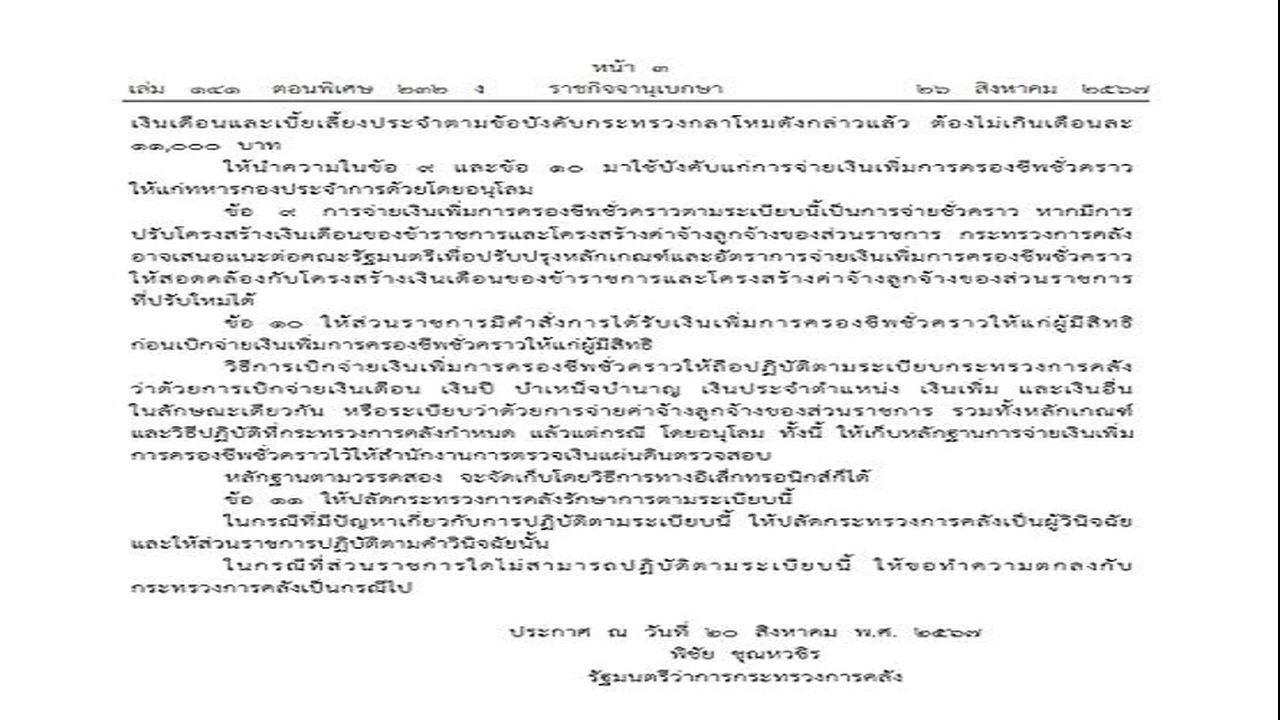 หน้า ๓
เล่ม ๑๔๑ ตอนพิเศษ ๒๓๒ ง ราชกิจจานุเบกษา ๒๖ สิงหาคม ๒๕๖๗
เงินเดือนและเบี้ยเลี้ยงประจำตามข้อบังคับกระทรวงกลาโหมดังกล่าวแล้ว ต้องไม่เกินเดือนละ
๑๑,๐๐๐ บาท
ให้นำความในข้อ ๙ และข้อ ๑๐ มาใช้บังคับแก่การจ่ายเงินเพิ่มการครองชีพชั่วคราว
ให้แก่ทหารกองประจำการด้วยโดยอนุโลม
ข้อ ๙ การจ่ายเงินเพิ่มการครองชีพชั่วคราวตามระเบียบนี้เป็นการจ่ายชั่วคราว หากมีการ
ปรับโครงสร้างเงินเดือนของข้าราชการและโครงสร้างค่าจ้างลูกจ้างของส่วนราชการ กระทรวงการคลัง
อาจเสนอแนะต่อคณะรัฐมนตรีเพื่อปรับปรุงหลักเกณฑ์และอัตราการจ่ายเงินเพิ่มการครองชีพชั่วคราว
ให้สอดคล้องกับโครงสร้างเงินเดือนของข้าราชการและโครงสร้างค่าจ้างลูกจ้างของส่วนราชการ
ที่ปรับใหม่ได้
ข้อ ๑๐ ให้ส่วนราชการมีคำสั่งการได้รับเงินเพิ่มการครองชีพชั่วคราวให้แก่ผู้มีสิทธิ
ก่อนเบิกจ่ายเงินเพิ่มการครองชีพชั่วคราวให้แก่ผู้มีสิทธิ
วิธีการเบิกจ่ายเงินเพิ่มการครองชีพชั่วคราวให้ถือปฏิบัติตามระเบียบกระทรวงการคลัง
ว่าด้วยการเบิกจ่ายเงินเดือน เงินปี บำเหน็จบำนาญ เงินประจำตำแหน่ง เงินเพิ่ม และเงินอื่น
ในลักษณะเดียวกัน หรือระเบียบว่าด้วยการจ่ายค่าจ้างลูกจ้างของส่วนราชการ รวมทั้งหลักเกณฑ์
และวิธีปฏิบัติที่กระทรวงการคลังกำหนด แล้วแต่กรณี โดยอนุโลม ทั้งนี้ ให้เก็บหลักฐานการจ่ายเงินเพิ่ม
การครองชีพชั่วคราวไว้ให้สำนักงานการตรวจเงินแผ่นดินตรวจสอบ
หลักฐานตามวรรคสอง จะจัดเก็บโดยวิธีการทางอิเล็กทรอนิกส์ก็ได้
ข้อ ๑๑ ให้ปลัดกระทรวงการคลังรักษาการตามระเบียบนี้
ในกรณีที่มีปัญหาเกี่ยวกับการปฏิบัติตามระเบียบนี้ ให้ปลัดกระทรวงการคลังเป็นผู้วินิจฉัย
และให้ส่วนราชการปฏิบัติตามคำวินิจฉัยนั้น
ในกรณีที่ส่วนราชการใดไม่สามารถปฏิบัติตามระเบียบนี้ ให้ขอทำความตกลงกับ
กระทรวงการคลังเป็นกรณีไป
ประกาศ ณ วันที่ ๒๐ สิงหาคม พ.ศ. ๒๕๖๗
พิชัย ชุณหวชิร
รัฐมนตรีว่าการกระทรวงการคลัง